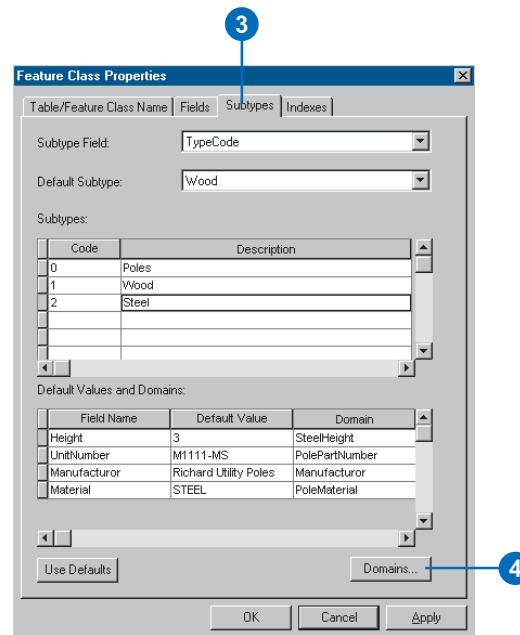 3
Feature Class Properties
Table/Feature Class Name Fields Subtypes Indexes
Subtype Field: TypeCode
Default Subtype: Wood
Subtypes:
Code Description
0 Poles
1 Wood
2 Steel
Default Values and Domains:
Field Name Default Value Domain
Height 3 SteelHeight
UnitNumber M1111-MS PolePartNumber
Manufacturor Richard Utility Poles Manufacturor
Material STEEL PoleMaterial
Use Defaults Domains... 4
OK Cancel Apply